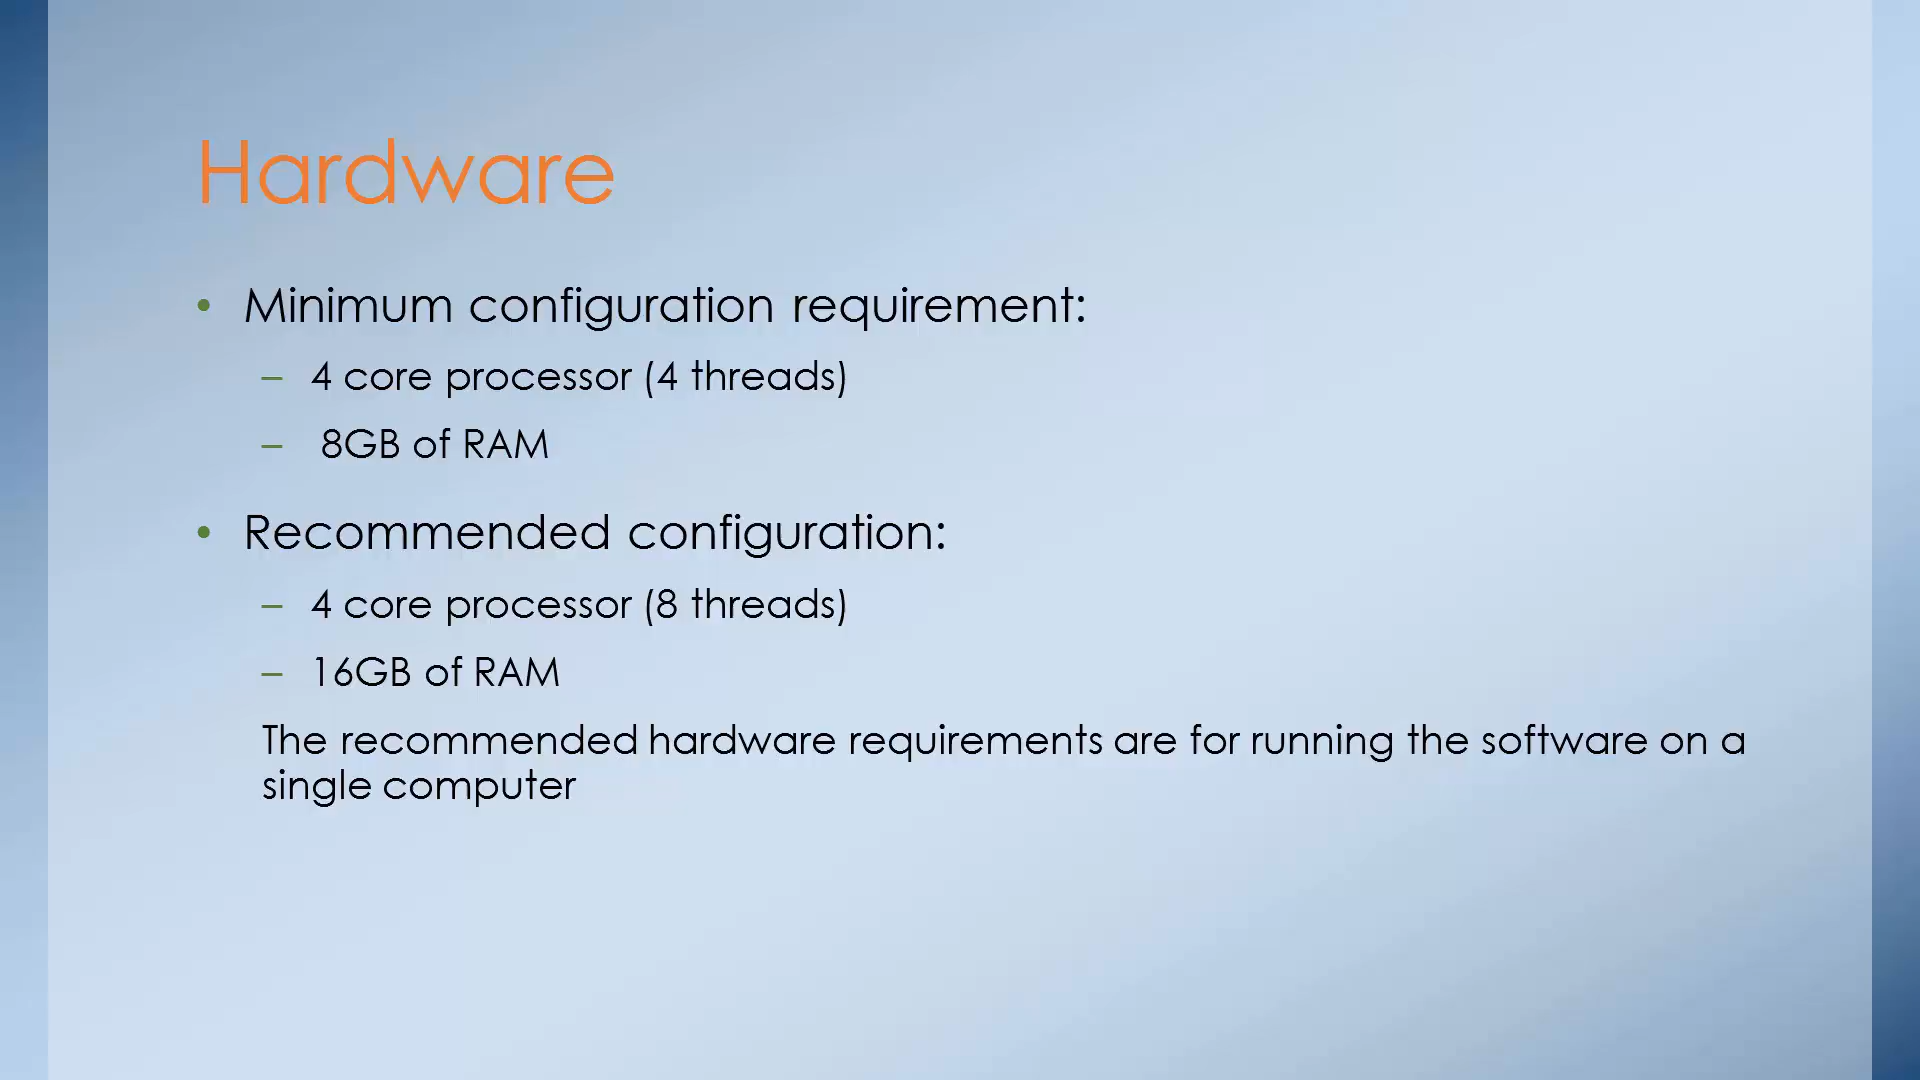 Hardware
• Minimum configuration requirement:
– 4 core processor (4 threads)
– 8GB of RAM
• Recommended configuration:
– 4 core processor (8 threads)
– 16GB of RAM
The recommended hardware requirements are for running the software on a
single computer